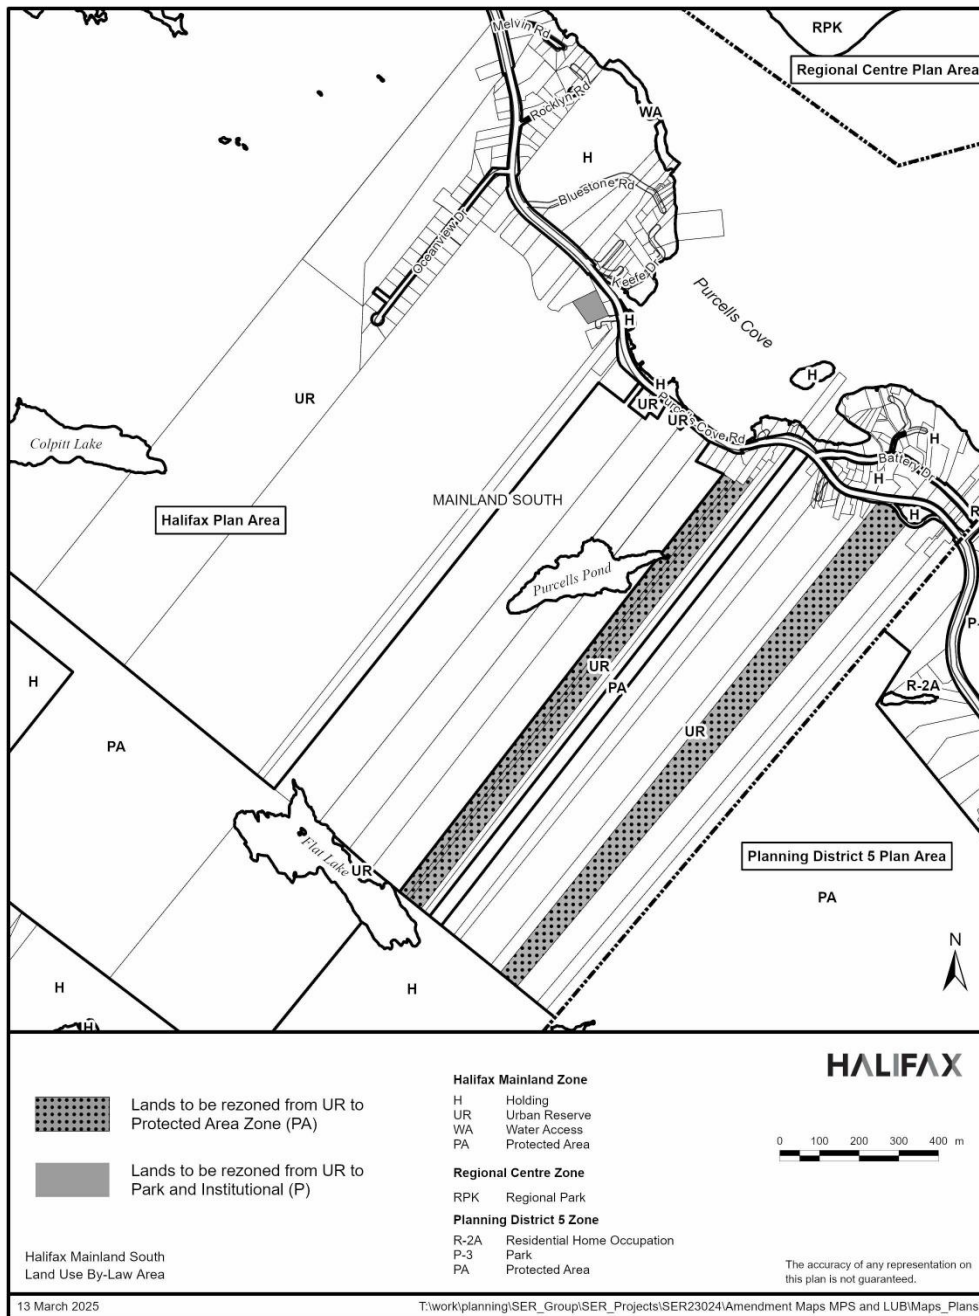 Melvin Rd
RPK
Regional Centre Plan Area
Rocklyn Rd
WA
H
Bluestone Rd
Oceanview Dr
Keefe Dr
Purcells Cove
H
H
H
UR
UR
UR
Purcells Cove Rd
H
Battery Dr
H
Colpitt Lake
MAINLAND SOUTH
H
R
Halifax Plan Area
Purcells Pond
P-
H
UR
PA
R-2A
PA
UR
Flat Lake
UR
Planning District 5 Plan Area
PA
N
H
H
H
HALIFAX
Lands to be rezoned from UR to
Protected Area Zone (PA)
Lands to be rezoned from UR to
Park and Institutional (P)
Halifax Mainland South
Land Use By-Law Area
Halifax Mainland Zone
H Holding
UR Urban Reserve
WA Water Access
PA Protected Area
Regional Centre Zone
RPK Regional Park
Planning District 5 Zone
R-2A Residential Home Occupation
P-3 Park
PA Protected Area
0 100 200 300 400 m
The accuracy of any representation on
this plan is not guaranteed.
13 March 2025
T:\work\planning\SER_Group\SER_Projects\SER23024\Amendment Maps MPS and LUB\Maps_Plans